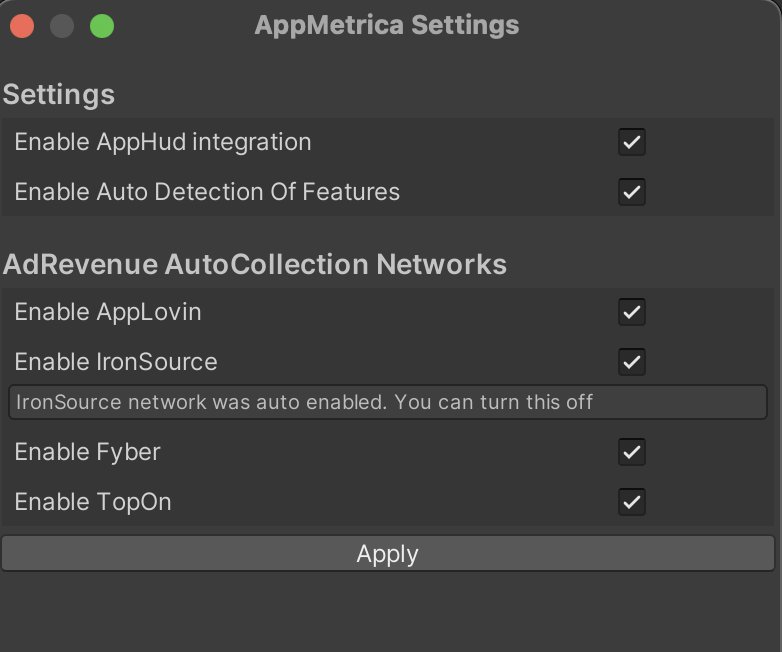 AppMetrica Settings
Settings
Enable AppHud integration
Enable Auto Detection Of Features
AdRevenue AutoCollection Networks
Enable AppLovin
Enable IronSource
IronSource network was auto enabled. You can turn this off
Enable Fyber
Enable TopOn
Apply